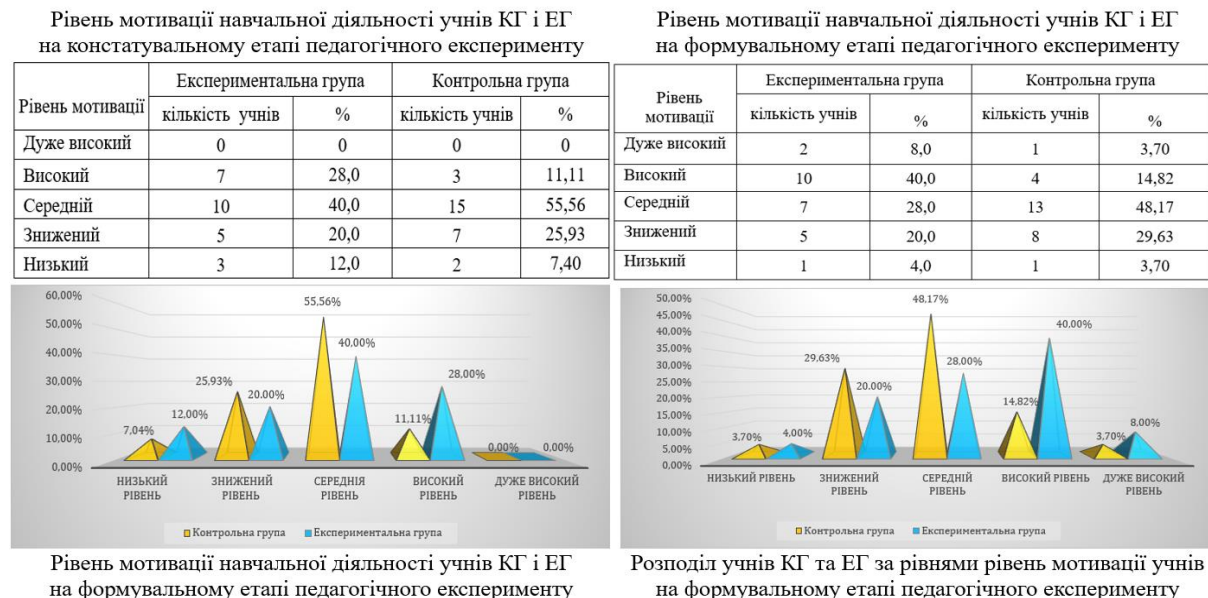 Рівень мотивації навчальної діяльності учнів КГ і ЕГ
на констатувальному етапі педагогічного експерименту
Рівень мотивації Експериментальна група Контрольна група
кількість учнів % кількість учнів %
Дуже високий 0 0 0 0
Високий 7 28,0 3 11,11
Середній 10 40,0 15 55,56
Знижений 5 20,0 7 25,93
Низький 3 12,0 2 7,40
60,00%
50,00%
40,00%
30,00%
20,00%
10,00%
0,00%
7,04% 12,00% 25,93% 20,00% 55,56% 40,00% 11,11% 28,00% 0,00% 0,00%
НИЗЬКИЙ ЗНИЖЕНИЙ СЕРЕДНІЯ ВИСОКИЙ ДУЖЕ ВИСОКИЙ
РІВЕНЬ РІВЕНЬ РІВЕНЬ РІВЕНЬ РІВЕНЬ
Контрольна група Експериментальна група
Рівень мотивації навчальної діяльності учнів КГ і ЕГ
на формувальному етапі педагогічного експерименту
Рівень мотивації навчальної діяльності учнів КГ і ЕГ
на формувальному етапі педагогічного експерименту
Рівень
мотивації
Експериментальна група Контрольна група
кількість учнів % кількість учнів %
Дуже високий 2 8,0 1 3,70
Високий 10 40,0 4 14,82
Середній 7 28,0 13 48,17
Знижений 5 20,0 8 29,63
Низький 1 4,0 1 3,70
50,00%
45,00%
40,00%
35,00%
30,00%
25,00%
20,00%
15,00%
10,00%
5,00%
0,00%
3,70% 4,00% 29,63% 20,00% 48,17% 28,00% 14,82% 40,00% 3,70% 8,00%
НИЗЬКИЙ РІВЕНЬ ЗНИЖЕНИЙ СЕРЕДНІЙ ВИСОКИЙ РІВЕНЬ ДУЖЕ ВИСОКИЙ
РІВЕНЬ РІВЕНЬ РІВЕНЬ
Контрольна група Експериментальна група
Розподіл учнів КГ та ЕГ за рівнями рівень мотивації учнів
на формувальному етапі педагогічного експерименту